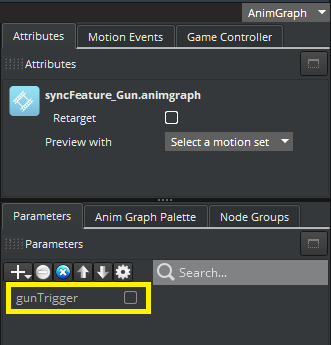 AnimGraph
Attributes Motion Events Game Controller
Attributes
syncFeature_Gun.animgraph
Retarget
Preview with Select a motion set
Parameters Anim Graph Palette Node Groups
Parameters
Search...
gunTrigger